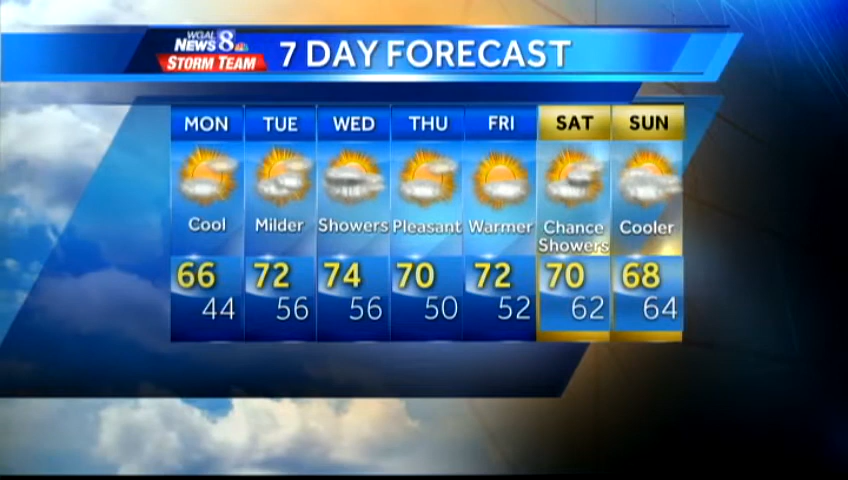 WGAL
NEWS 8
STORM TEAM
7 DAY FORECAST
MON TUE WED THU FRI SAT SUN
Cool Milder Showers Pleasant Warmer Chance Showers Cooler
66 72 74 70 72 70 68
44 56 56 50 52 62 64